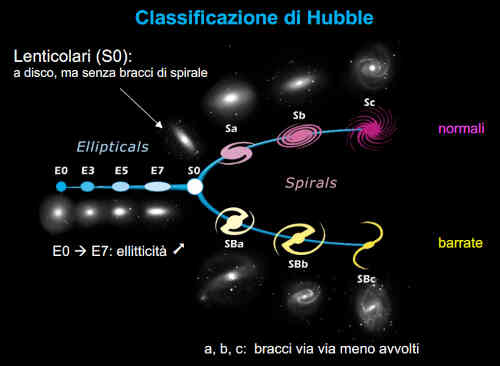 Classificazione di Hubble
Lenticolari (S0):
a disco, ma senza bracci di spirale
Sc
Sb
Sa
normali
Ellipticals
E0 E3 E5 E7 S0
Spirals
SBa
SBb
SBc
barrate
E0 → E7: ellitticità ↗
a, b, c: bracci via via meno avvolti